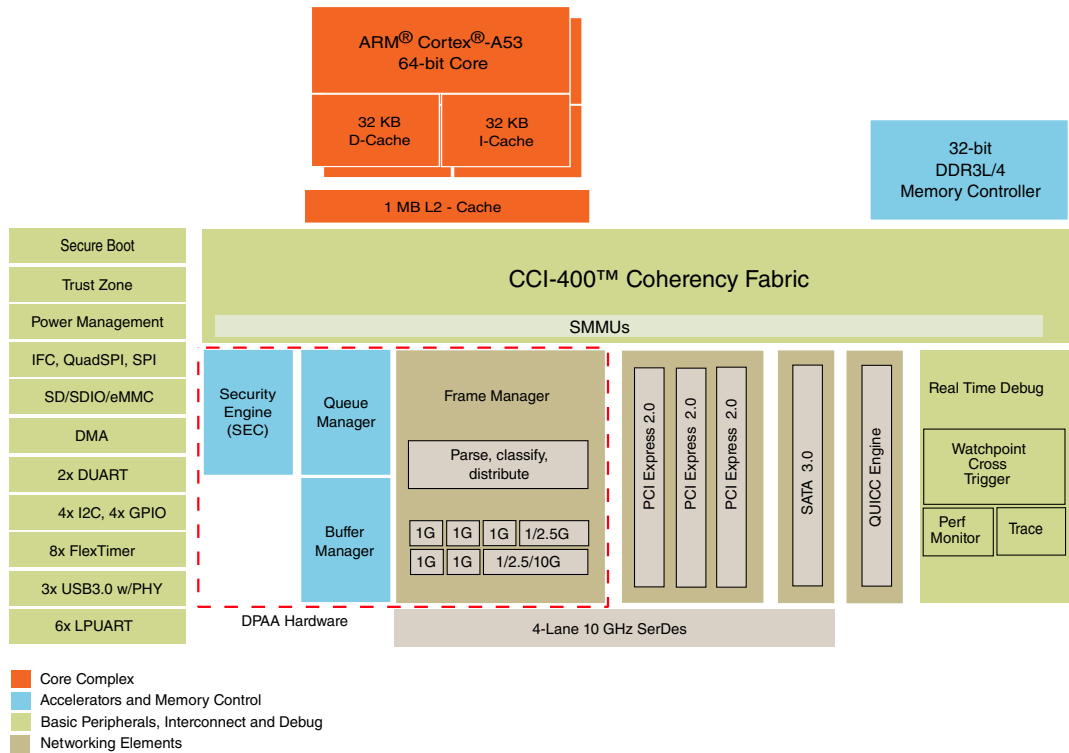 ARM® Cortex®-A53
64-bit Core
32 KB
D-Cache
32 KB
I-Cache
1 MB L2 - Cache
32-bit
DDR3L/4
Memory Controller
Secure Boot
Trust Zone
Power Management
IFC, QuadSPI, SPI
SD/SDIO/eMMC
DMA
2x DUART
4x I2C, 4x GPIO
8x FlexTimer
3x USB3.0 w/PHY
6x LPUART
CCI-400™ Coherency Fabric
SMMUs
Security
Engine
(SEC)
Queue
Manager
Buffer
Manager
Frame Manager
Parse, classify,
distribute
1G
1G
1G
1/2.5G
1G
1G
1/2.5/10G
DPAA Hardware
PCI Express 2.0
PCI Express 2.0
PCI Express 2.0
SATA 3.0
QUICC Engine
4-Lane 10 GHz SerDes
Real Time Debug
Watchpoint
Cross
Trigger
Perf
Monitor
Trace
Core Complex
Accelerators and Memory Control
Basic Peripherals, Interconnect and Debug
Networking Elements